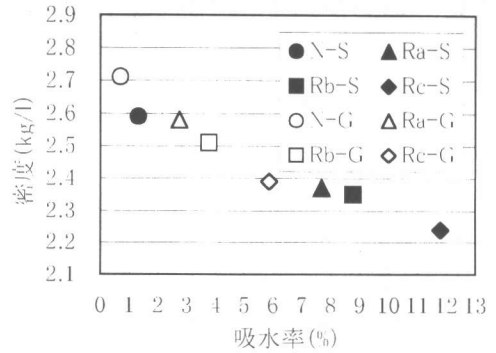 2.9
2.8
2.7
2.6
2.5
2.4
2.3
2.2
2.1
密度(kg/l)
N-S Ra-S
Rb-S Rc-S
N-G Ra-G
Rb-G Rc-G
0 1 2 3 4 5 6 7 8 9 10 11 12 13
吸水率(%)